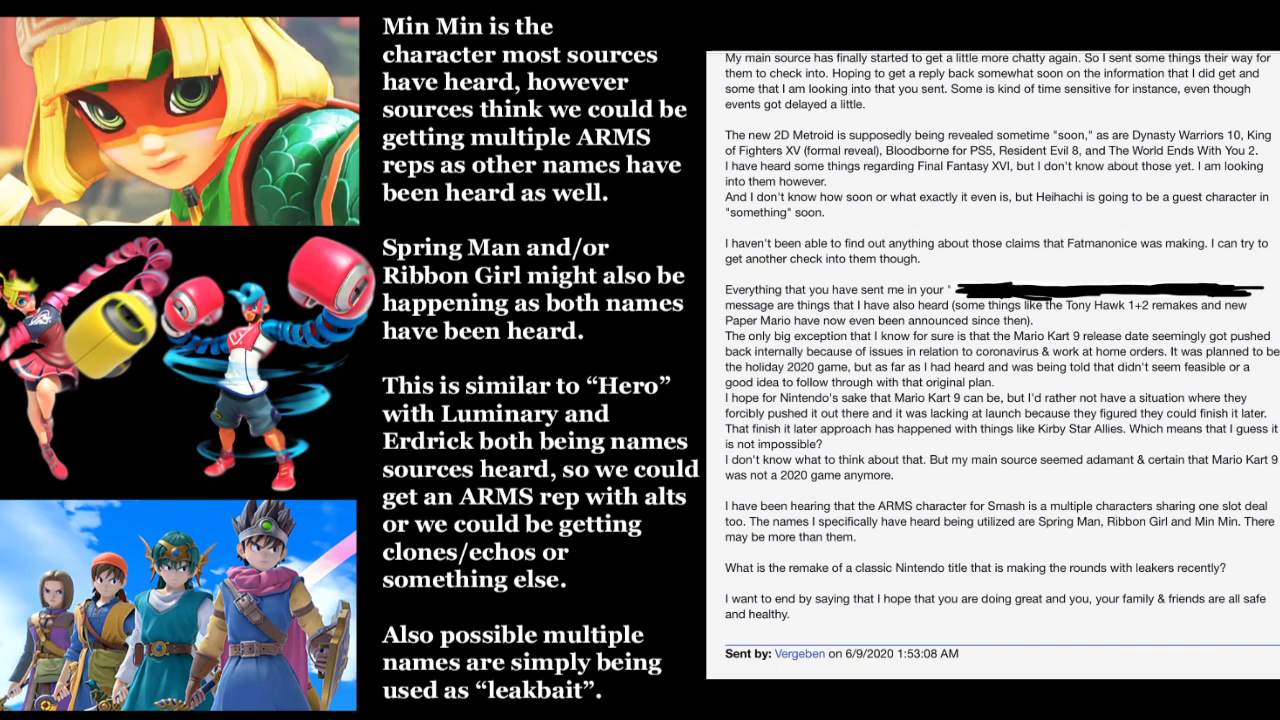 Min Min is the
character most sources
have heard, however
sources think we could be
getting multiple ARMS
reps as other names have
been heard as well.
Spring Man and/or
Ribbon Girl might also be
happening as both names
have been heard.
This is similar to “Hero”
with Luminary and
Erdrick both being names
sources heard, so we could
get an ARMS rep with alts
or we could be getting
clones/echos or
something else.
Also possible multiple
names are simply being
used as “leakbait”.
My main source has finally started to get a little more chatty again. So I sent some things their way for
them to check into. Hoping to get a reply back somewhat soon on the information that I did get and
some that I am looking into that you sent. Some is kind of time sensitive for instance, even though
events got delayed a little.
The new 2D Metroid is supposedly being revealed sometime "soon," as are Dynasty Warriors 10, King
of Fighters XV (formal reveal), Bloodborne for PS5, Resident Evil 8, and The World Ends With You 2.
I have heard some things regarding Final Fantasy XVI, but I don't know about those yet. I am looking
into them however.
And I don't know how soon or what exactly it even is, but Heihachi is going to be a guest character in
"something" soon.
I haven't been able to find out anything about those claims that Fatmanonice was making. I can try to
get another check into them though.
Everything that you have sent me in your "
message are things that I have also heard (some things like the Tony Hawk 1+2 remakes and new
Paper Mario have now even been announced since then).
The only big exception that I know for sure is that the Mario Kart 9 release date seemingly got pushed
back internally because of issues in relation to coronavirus & work at home orders. It was planned to be
the holiday 2020 game, but as far as I had heard and was being told that didn't seem feasible or a
good idea to follow through with that original plan.
I hope for Nintendo's sake that Mario Kart 9 can be, but I'd rather not have a situation where they
forcibly pushed it out there and it was lacking at launch because they figured they could finish it later.
That finish it later approach has happened with things like Kirby Star Allies. Which means that I guess it
is not impossible?
I don't know what to think about that. But my main source seemed adamant & certain that Mario Kart 9
was not a 2020 game anymore.
I have been hearing that the ARMS character for Smash is a multiple characters sharing one slot deal
too. The names I specifically have heard being utilized are Spring Man, Ribbon Girl and Min Min. There
may be more than them.
What is the remake of a classic Nintendo title that is making the rounds with leakers recently?
I want to end by saying that I hope that you are doing great and you, your family & friends are all safe
and healthy.
Sent by: Vergeben on 6/9/2020 1:53:08 AM